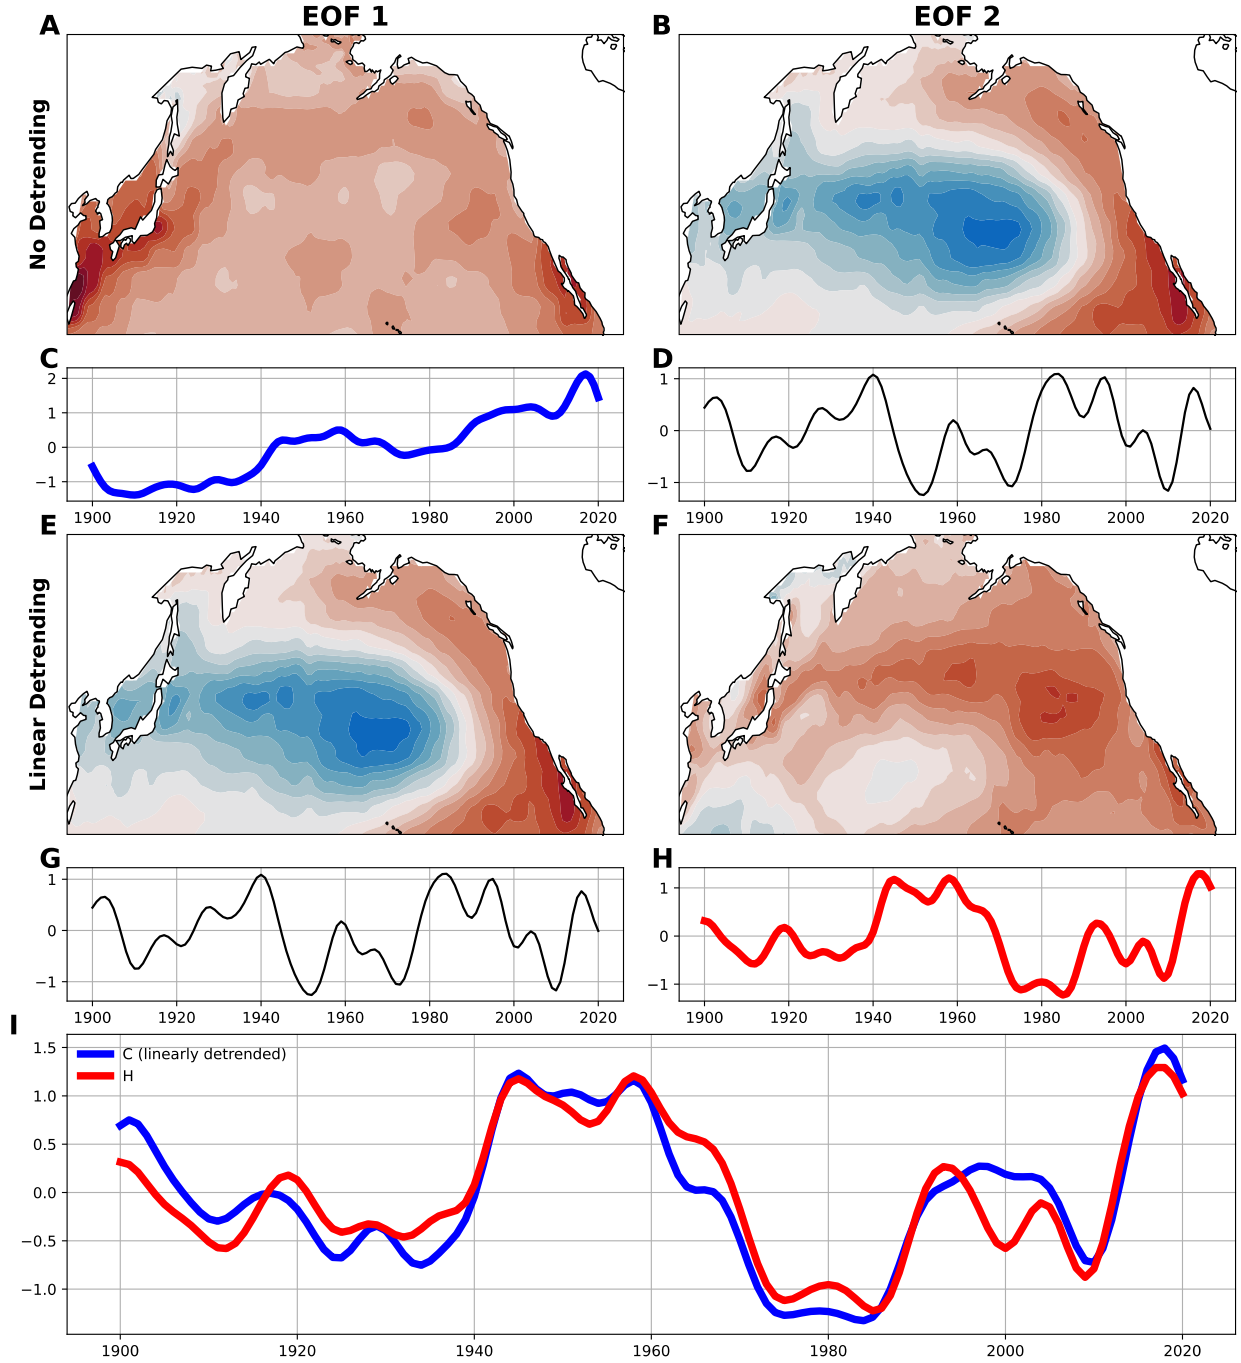 EOF 1
EOF 2
A
B
No Detrending
C
2
1
0
−1
1900 1920 1940 1960 1980 2000 2020
D
1
0
−1
1900 1920 1940 1960 1980 2000 2020
E
F
Linear Detrending
G
1
0
−1
1900 1920 1940 1960 1980 2000 2020
H
1
0
−1
1900 1920 1940 1960 1980 2000 2020
I
C (linearly detrended)
H
1.5
1.0
0.5
0.0
−0.5
−1.0
1900 1920 1940 1960 1980 2000 2020